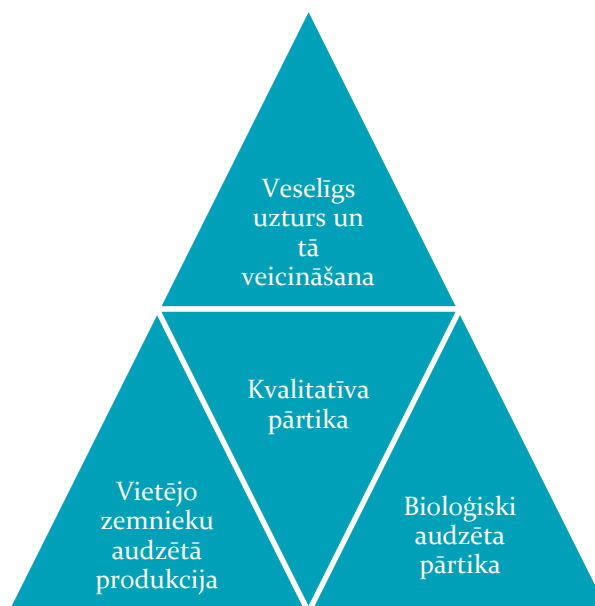 Veselīgs
uzturs un
tā
veicināšana
Kvalitatīva
pārtika
Vietējo
zemnieku
audzētā
produkcija
Bioloģiski
audzēta
pārtika